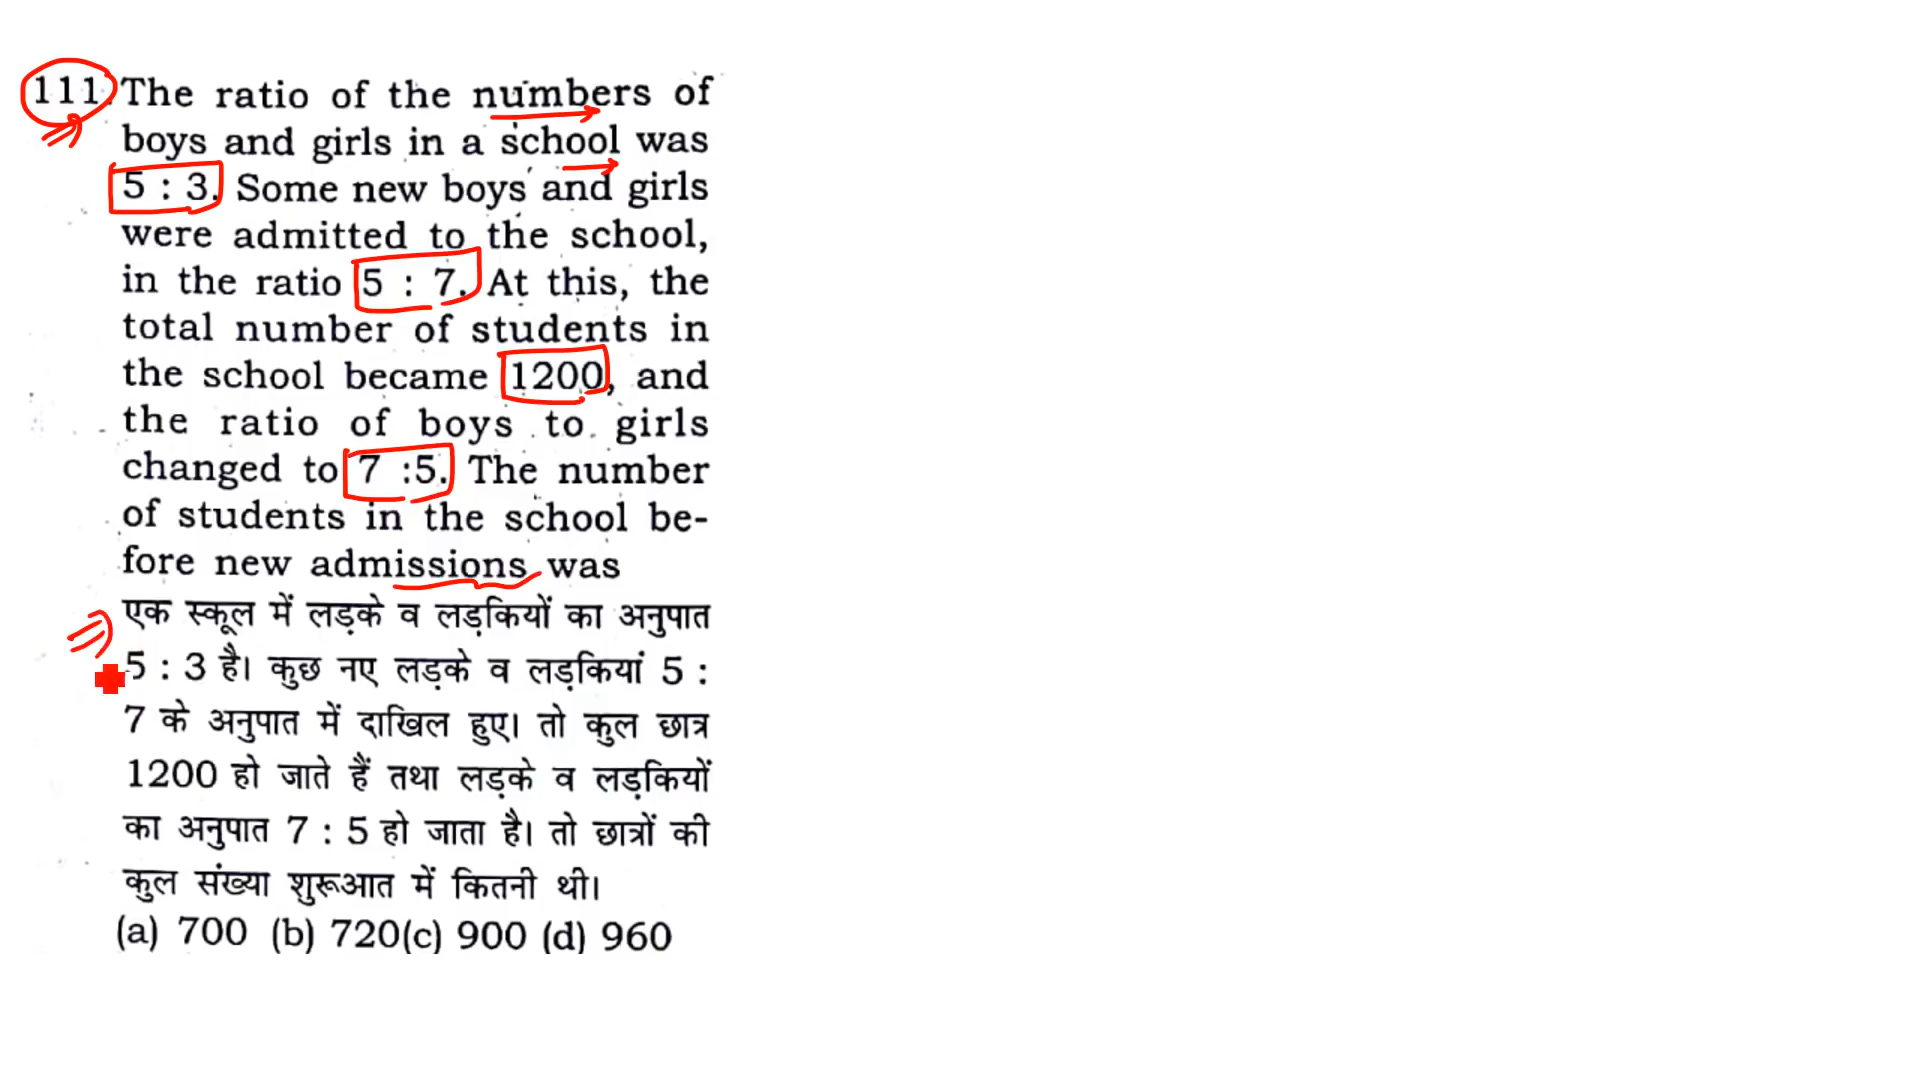 111. The ratio of the numbers of
boys and girls in a school was
5 : 3. Some new boys and girls
were admitted to the school,
in the ratio 5 : 7. At this, the
total number of students in
the school became 1200, and
the ratio of boys to girls
changed to 7 :5. The number
of students in the school be-
fore new admissions was
एक स्कूल में लड़के व लड़कियों का अनुपात
5 : 3 है। कुछ नए लड़के व लड़कियां 5 :
7 के अनुपात में दाखिल हुए। तो कुल छात्र
1200 हो जाते हैं तथा लड़के व लड़कियों
का अनुपात 7 : 5 हो जाता है। तो छात्रों की
कुल संख्या शुरूआत में कितनी थी।
(a) 700 (b) 720(c) 900 (d) 960